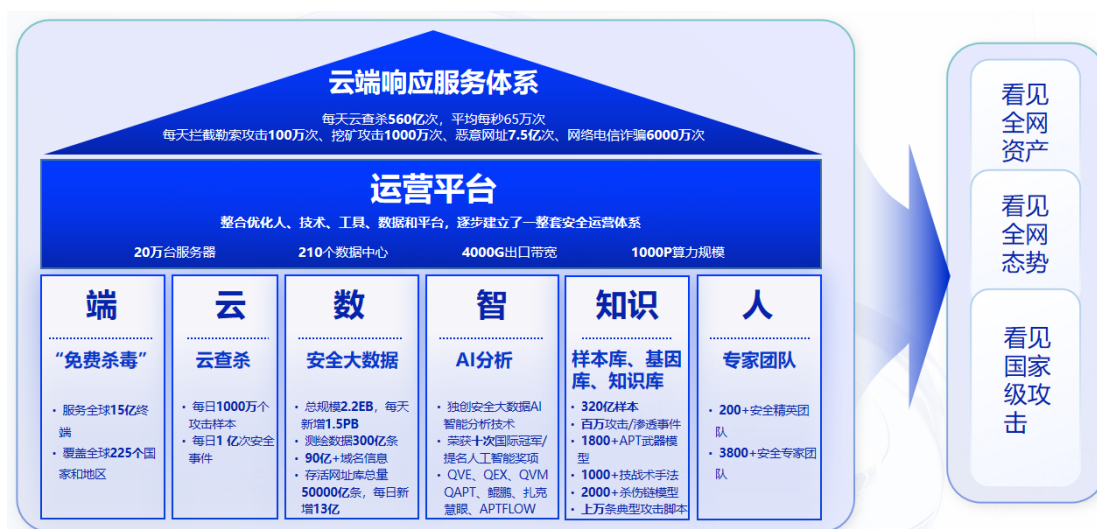 云端响应服务体系
每天云查杀560亿次，平均每秒65万次
每天拦截勒索攻击100万次、挖矿攻击1000万次、恶意网址7.5亿次、网络电信诈骗6000万次
运营平台
整合优化人、技术、工具、数据和平台，逐步建立了一整套安全运营体系
20万台服务器
210个数据中心
4000G出口带宽
1000P算力规模
端
“免费杀毒”
• 服务全球15亿终
端
• 覆盖全球225个国
家和地区
云
云查杀
• 每日1000万个
攻击样本
• 每日1 亿次安全
事件
数
安全大数据
• 总规模2.2EB，每天
新增1.5PB
• 测绘数据300亿条
• 90亿+域名信息
• 存活网址库总量
50000亿条，每日新
增13亿
智
AI分析
• 独创安全大数据AI
智能分析技术
• 荣获十次国际冠军/
提名人工智能奖项
• QVE、QEX、QVM
QAPT、鲲鹏、扎克
慧眼、APTFLOW
知识
样本库、基因
库、知识库
• 320亿样本
• 百万攻击/渗透事件
• 1800+APT武器模
型
• 1000+技战术手法
• 2000+杀伤链模型
• 上万条典型攻击脚本
人
专家团队
• 200+安全精英团
队
• 3800+安全专家团
队
看见
全网
资产
看见
全网
态势
看见
国家
级攻
击